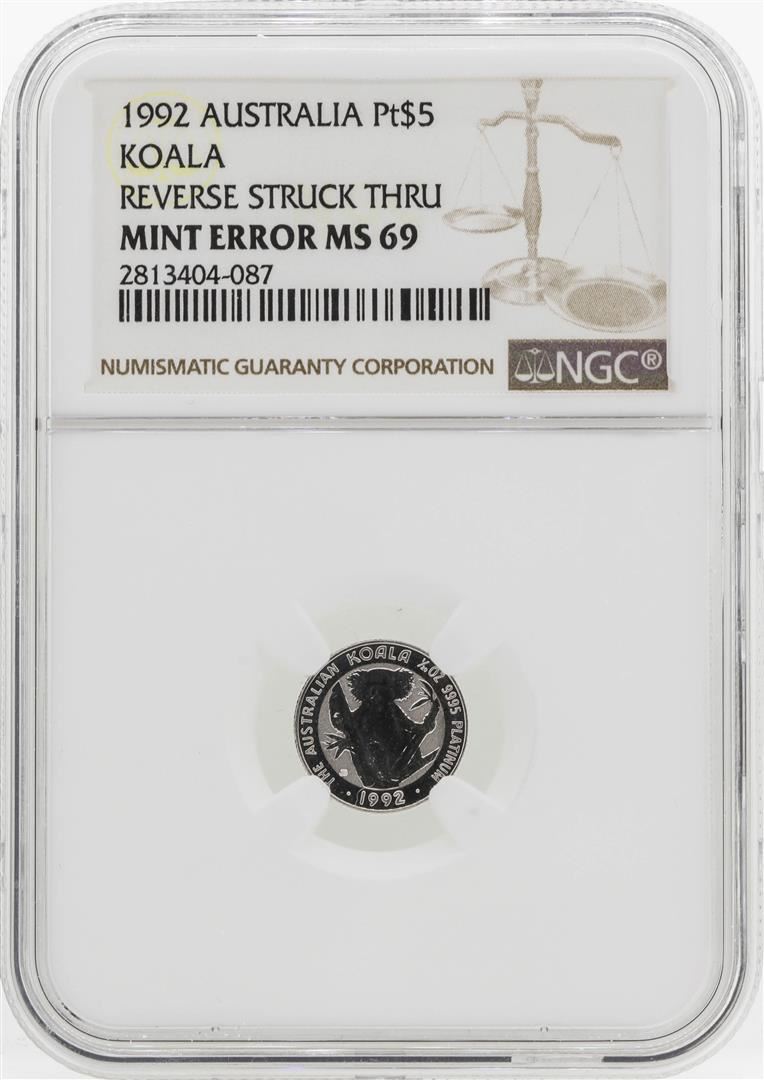 1992 AUSTRALIA Pt$5
KOALA
REVERSE STRUCK THRU
MINT ERROR MS 69
2813404-087
NUMISMATIC GUARANTY CORPORATION
NGC®
THE AUSTRALIAN KOALA 1/20 OZ 9995 PLATINUM
· 1992 ·